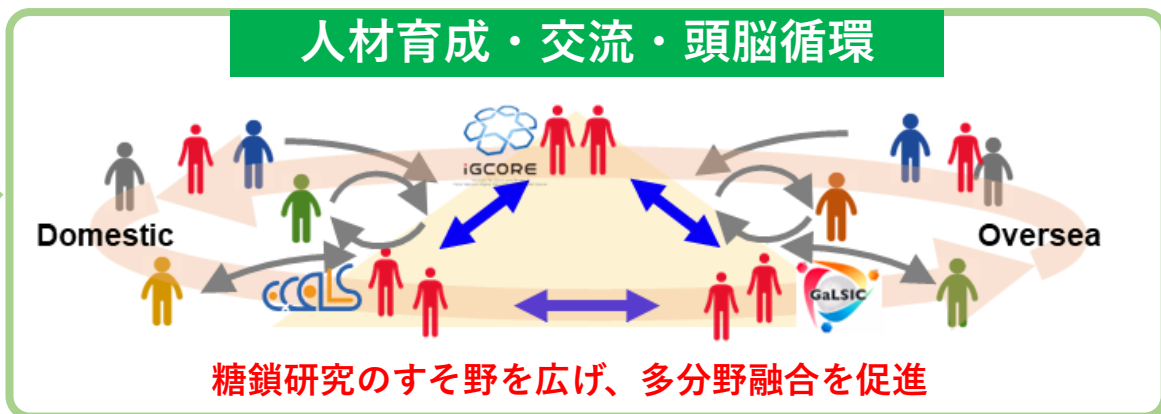 人材育成・交流・頭脳循環
iGCORE
Domestic
Oversea
GaLSIC
糖鎖研究のすそ野を広げ、多分野融合を促進